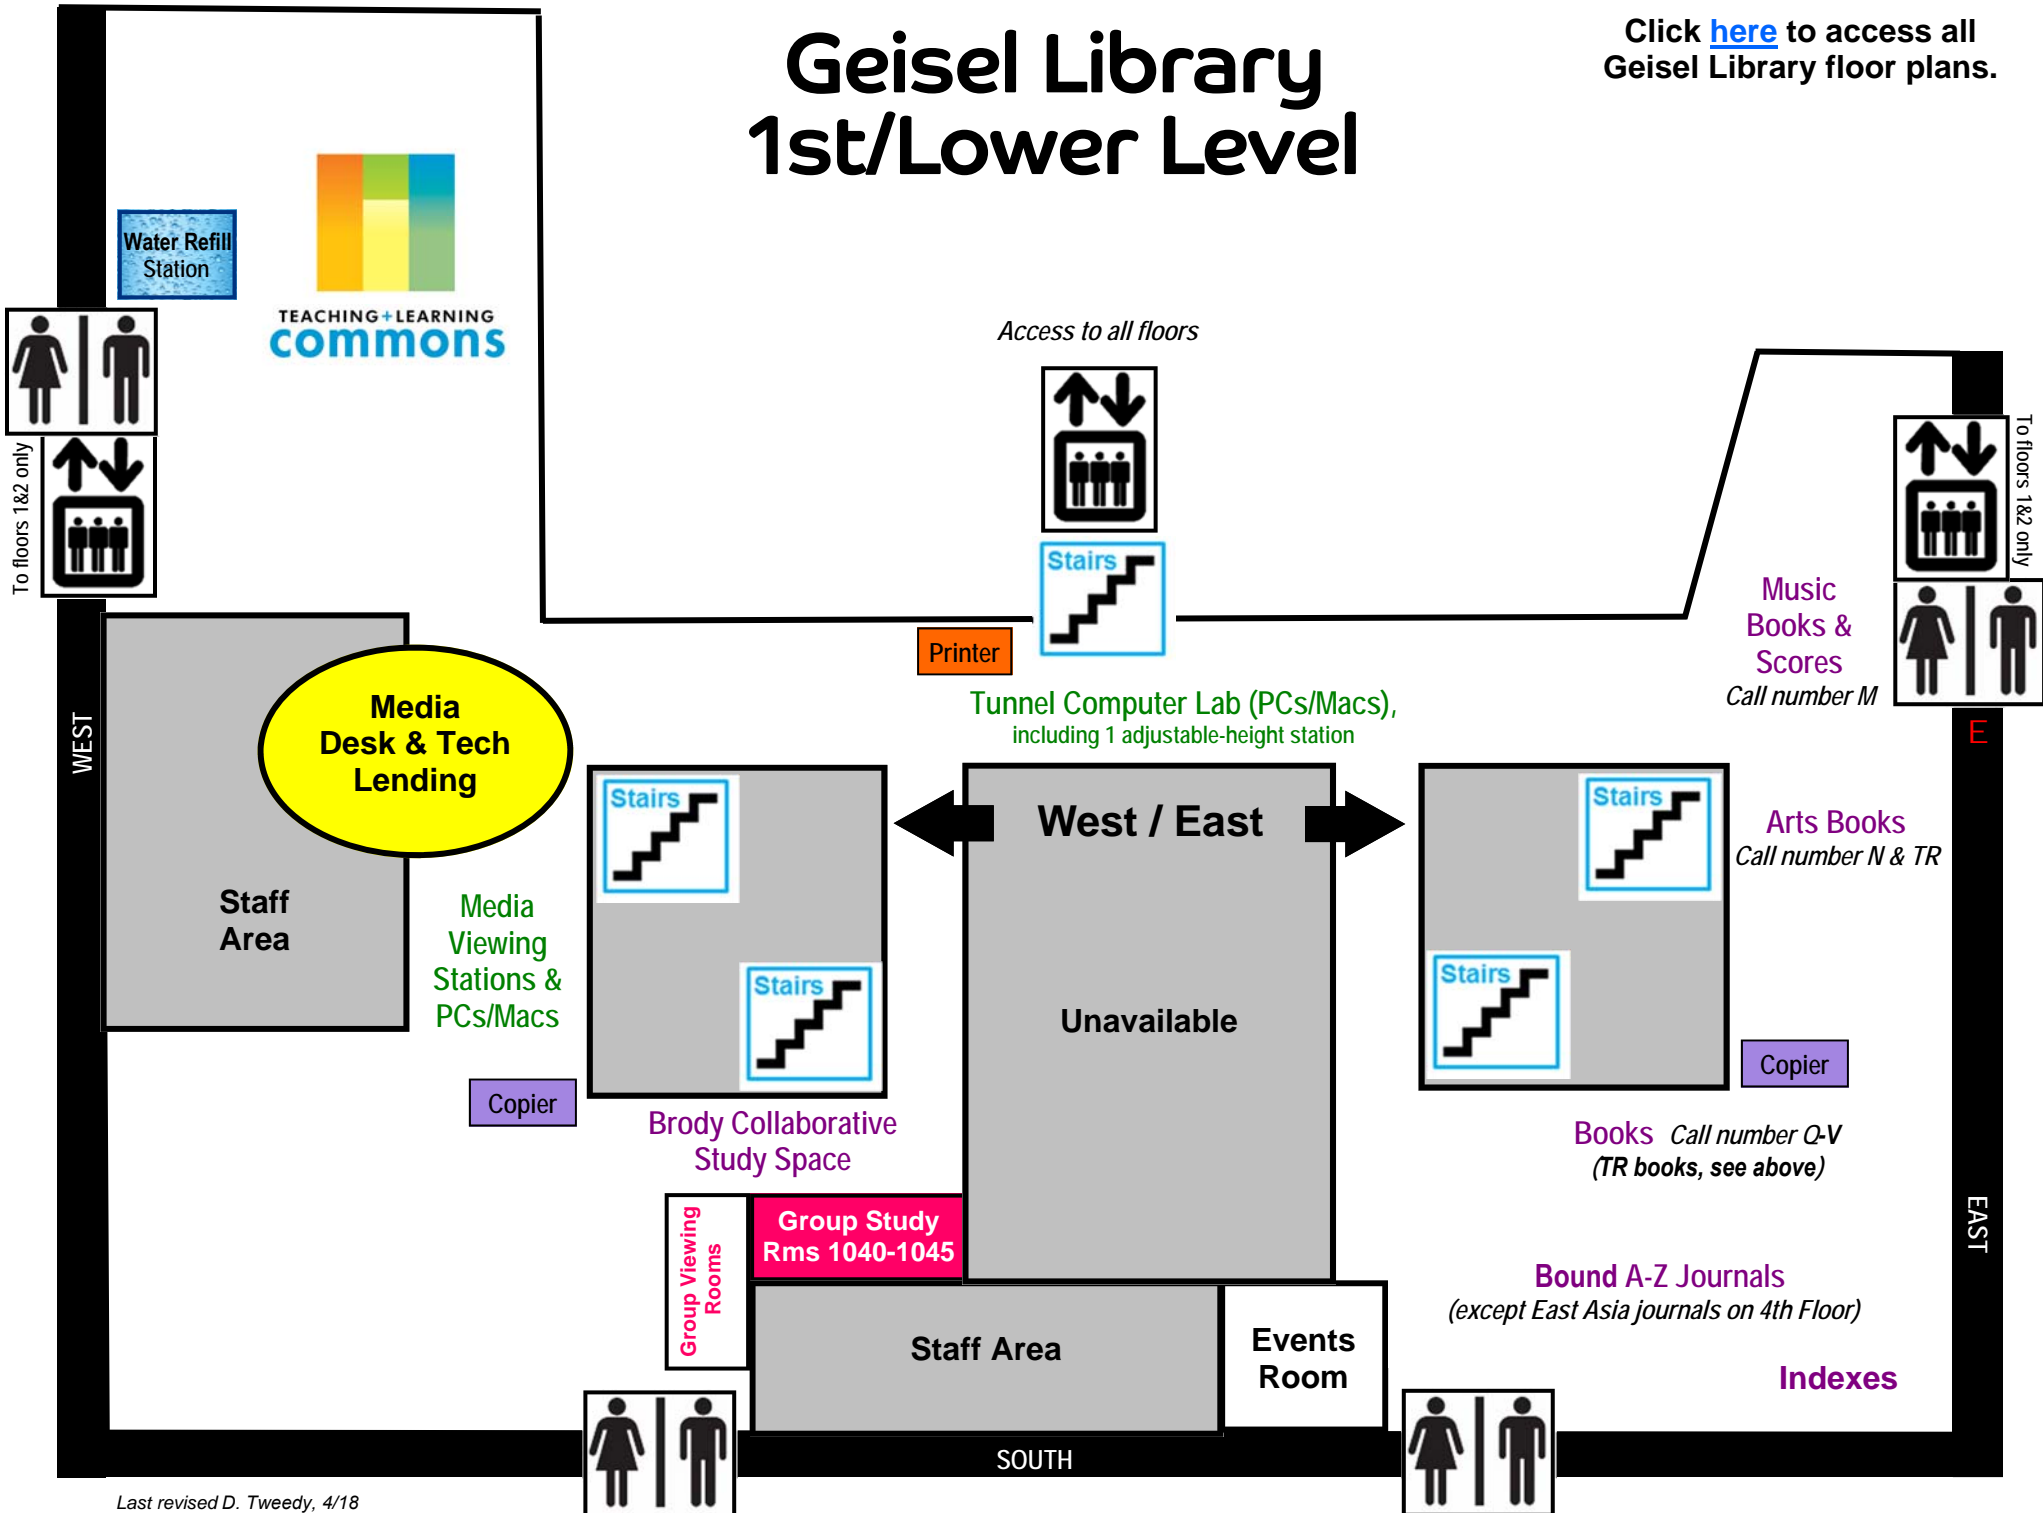 Geisel Library
1st/Lower Level
Click here to access all
Geisel Library floor plans.
Water Refill
Station
TEACHING+LEARNING
commons
Access to all floors
To floors 1&2 only
To floors 1&2 only
Stairs
Printer
Music
Books &
Scores
Call number M
E
Tunnel Computer Lab (PCs/Macs),
including 1 adjustable-height station
WEST
Media
Desk & Tech
Lending
Staff
Area
Stairs
Stairs
West / East
Unavailable
Stairs
Stairs
Arts Books
Call number N & TR
Media
Viewing
Stations &
PCs/Macs
Copier
Copier
Brody Collaborative
Study Space
Books Call number Q-V
(TR books, see above)
Group Viewing
Rooms
Group Study
Rms 1040-1045
EAST
Bound A-Z Journals
(except East Asia journals on 4th Floor)
Staff Area
Events
Room
Indexes
SOUTH
Last revised D. Tweedy, 4/18